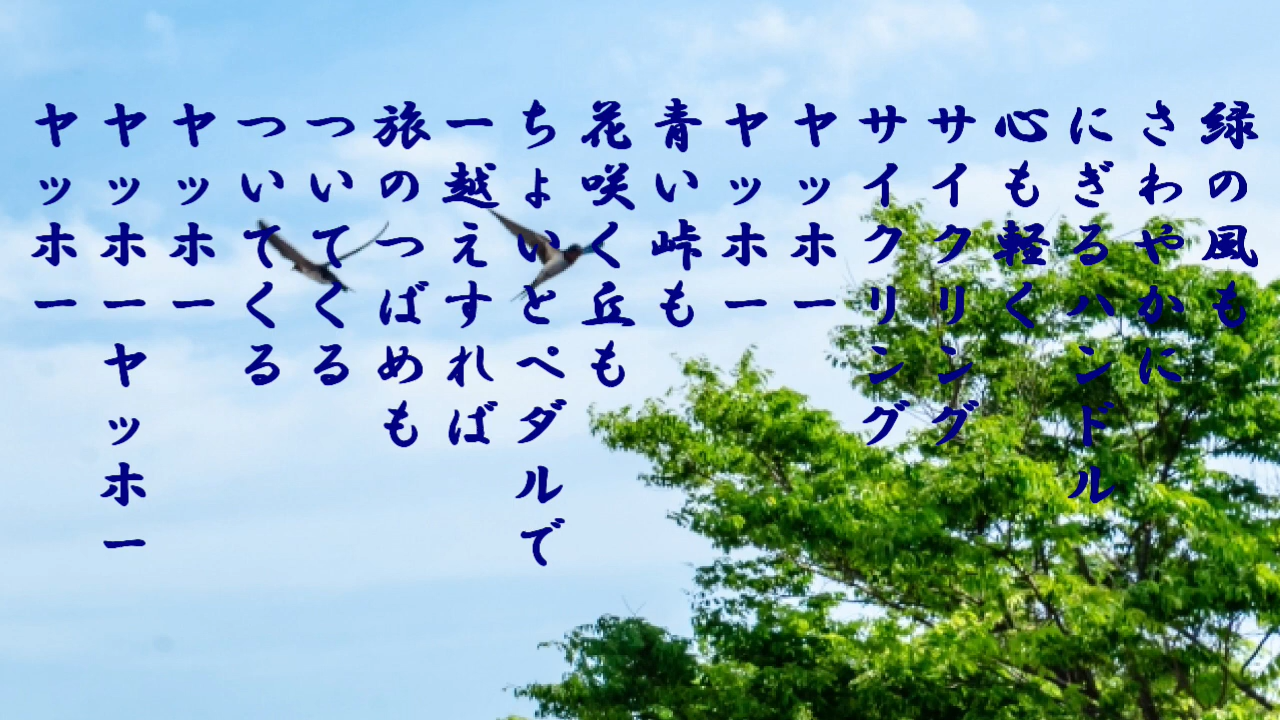 緑の風も
さわやかに
にぎるハンドル
心も軽く
サイクリング
サイクリング
ヤッホー
ヤッホー
青い峠も
花咲く丘も
ちょいとペダルで
一越えすれば
旅のつばめも
ついてくる
ついてくる
ヤッホー
ヤッホーヤッホー
ヤッホー